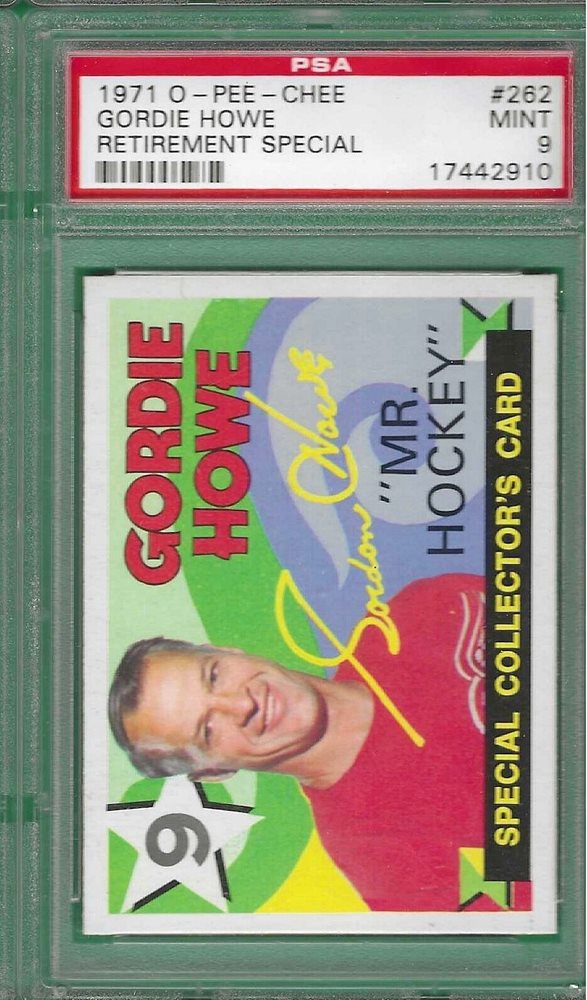 PSA
1971 O-PEE-CHEE #262
GORDIE HOWE MINT
RETIREMENT SPECIAL 9
17442910
GORDIE
HOWE
Gordon Howe
"MR.
HOCKEY"
SPECIAL COLLECTOR'S CARD
9